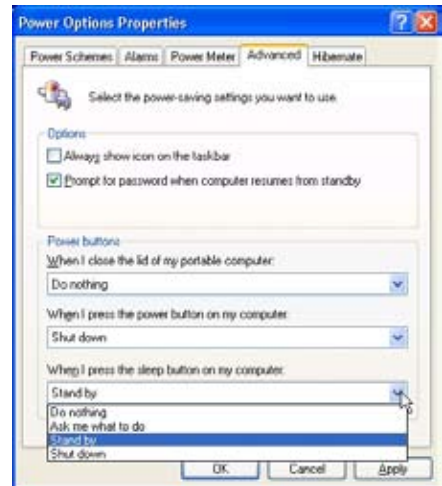 Power Options Properties
Power Schemes Alarms Power Meter Advanced Hibernate
Select the power-saving settings you want to use.
Options
Always show icon on the taskbar
Prompt for password when computer resumes from standby
Power buttons
When I close the lid of my portable computer:
Do nothing
When I press the power button on my computer:
Shut down
When I press the sleep button on my computer:
Stand by
Do nothing
Ask me what to do
Stand by
Shut down
OK Cancel Apply